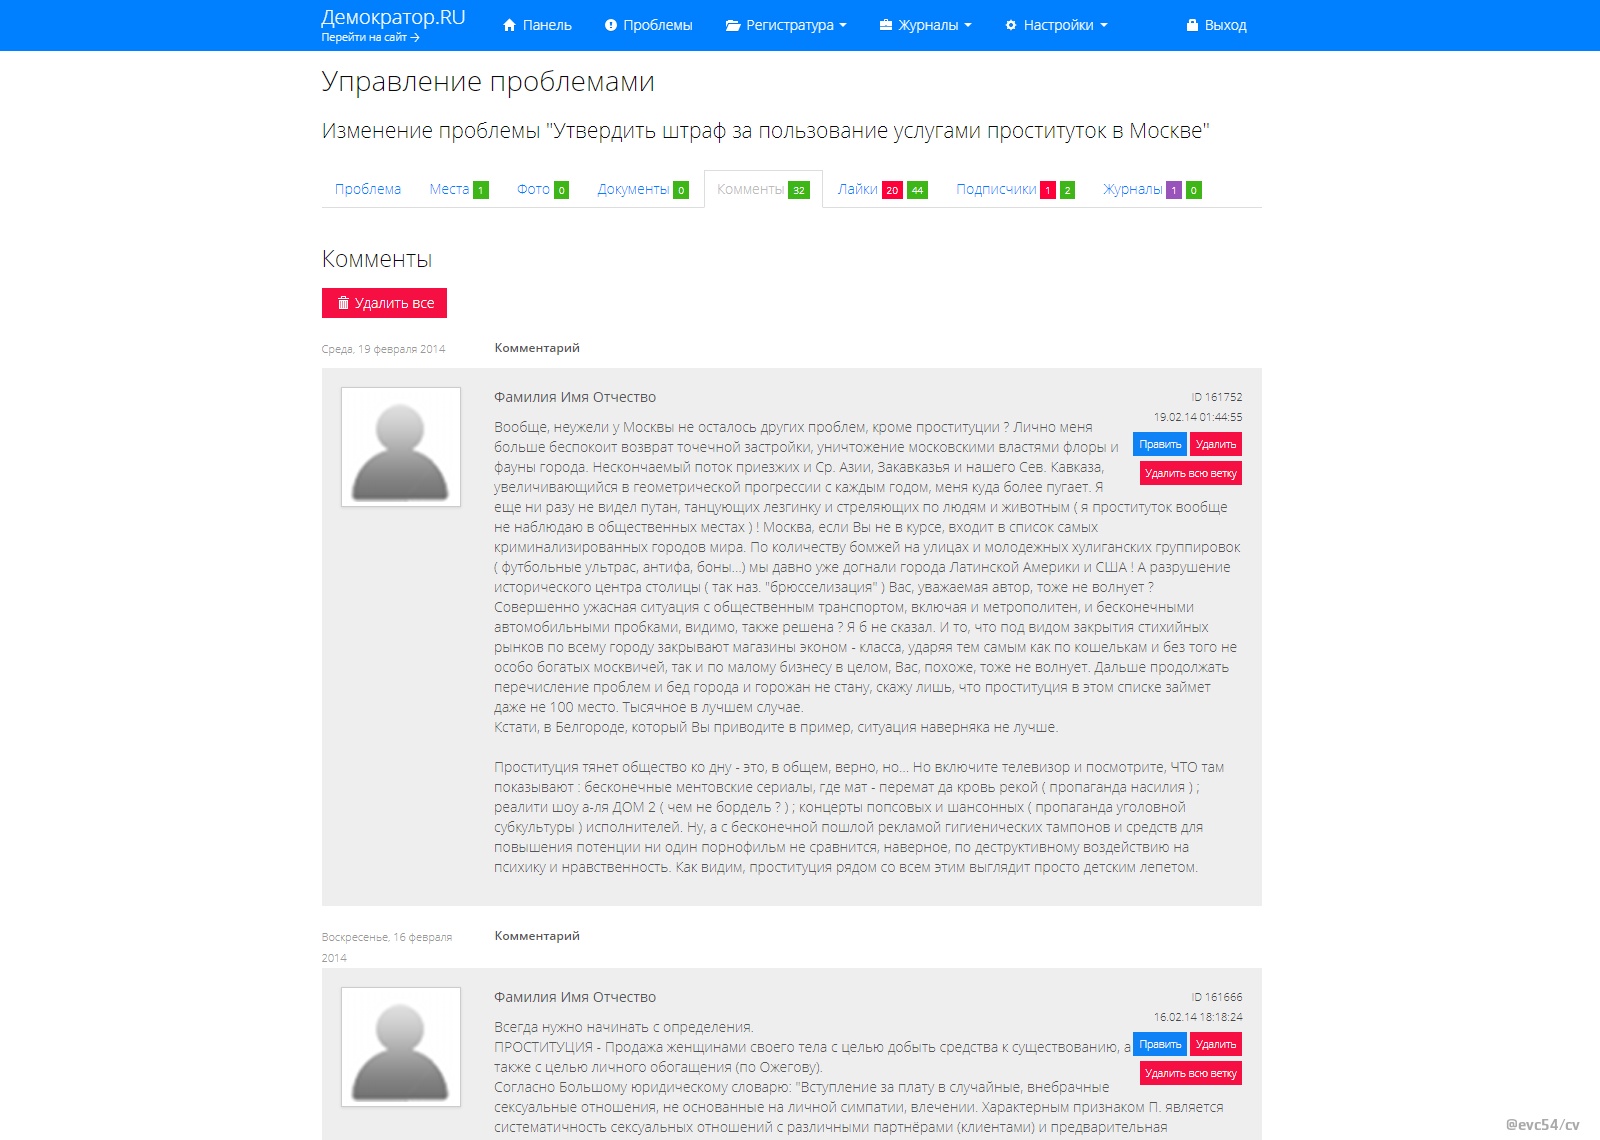 Демократор.RU
Перейти на сайт →
Панель Проблемы Регистратура Журналы Настройки Выход
Управление проблемами
Изменение проблемы "Утвердить штраф за пользование услугами проституток в Москве"
Проблема Места 1 Фото 0 Документы 0 Комменты 32 Лайки 20 44 Подписчики 1 2 Журналы 1 0
Комменты
Удалить все
Среда, 19 февраля 2014 Комментарий
Фамилия Имя Отчество
ID 161752
19.02.14 01:44:55
Править Удалить
Удалить всю ветку
Вообще, неужели у Москвы не осталось других проблем, кроме проституции ? Лично меня
больше беспокоит возврат точечной застройки, уничтожение московскими властями флоры и
фауны города. Нескончаемый поток приезжих и Ср. Азии, Закавказья и нашего Сев. Кавказа,
увеличивающийся в геометрической прогрессии с каждым годом, меня куда более пугает. Я
еще ни разу не видел путан, танцующих лезгинку и стреляющих по людям и животным ( я проституток вообще
не наблюдаю в общественных местах ) ! Москва, если Вы не в курсе, входит в список самых
криминализированных городов мира. По количеству бомжей на улицах и молодежных хулиганских группировок
( футбольные ультрас, антифа, боны...) мы давно уже догнали города Латинской Америки и США ! А разрушение
исторического центра столицы ( так наз. "брюсселизация" ) Вас, уважаемая автор, тоже не волнует ?
Совершенно ужасная ситуация с общественным транспортом, включая и метрополитен, и бесконечными
автомобильными пробками, видимо, также решена ? Я б не сказал. И то, что под видом закрытия стихийных
рынков по всему городу закрывают магазины эконом - класса, ударяя тем самым как по кошелькам и без того не
особо богатых москвичей, так и по малому бизнесу в целом, Вас, похоже, тоже не волнует. Дальше продолжать
перечисление проблем и бед города и горожан не стану, скажу лишь, что проституция в этом списке займет
даже не 100 место. Тысячное в лучшем случае.
Кстати, в Белгороде, который Вы приводите в пример, ситуация наверняка не лучше.
Проституция тянет общество ко дну - это, в общем, верно, но... Но включите телевизор и посмотрите, ЧТО там
показывают : бесконечные ментовские сериалы, где мат - перемат да кровь рекой ( пропаганда насилия ) ;
реалити шоу а-ля ДОМ 2 ( чем не бордель ? ) ; концерты попсовых и шансонных ( пропаганда уголовной
субкультуры ) исполнителей. Ну, а с бесконечной пошлой рекламой гигиенических тампонов и средств для
повышения потенции ни один порнофильм не сравнится, наверное, по деструктивному воздействию на
психику и нравственность. Как видим, проституция рядом со всем этим выглядит просто детским лепетом.
Воскресенье, 16 февраля Комментарий
2014
Фамилия Имя Отчество
ID 161666
16.02.14 18:18:24
Править Удалить
Удалить всю ветку
Всегда нужно начинать с определения.
ПРОСТИТУЦИЯ - Продажа женщинами своего тела с целью добыть средства к существованию, а
также с целью личного обогащения (по Ожегову).
Согласно Большому юридическому словарю: "Вступление за плату в случайные, внебрачные
сексуальные отношения, не основанные на личной симпатии, влечении. Характерным признаком П. является
систематичность сексуальных отношений с различными партнёрами (клиентами) и предварительная
@evc54/cv